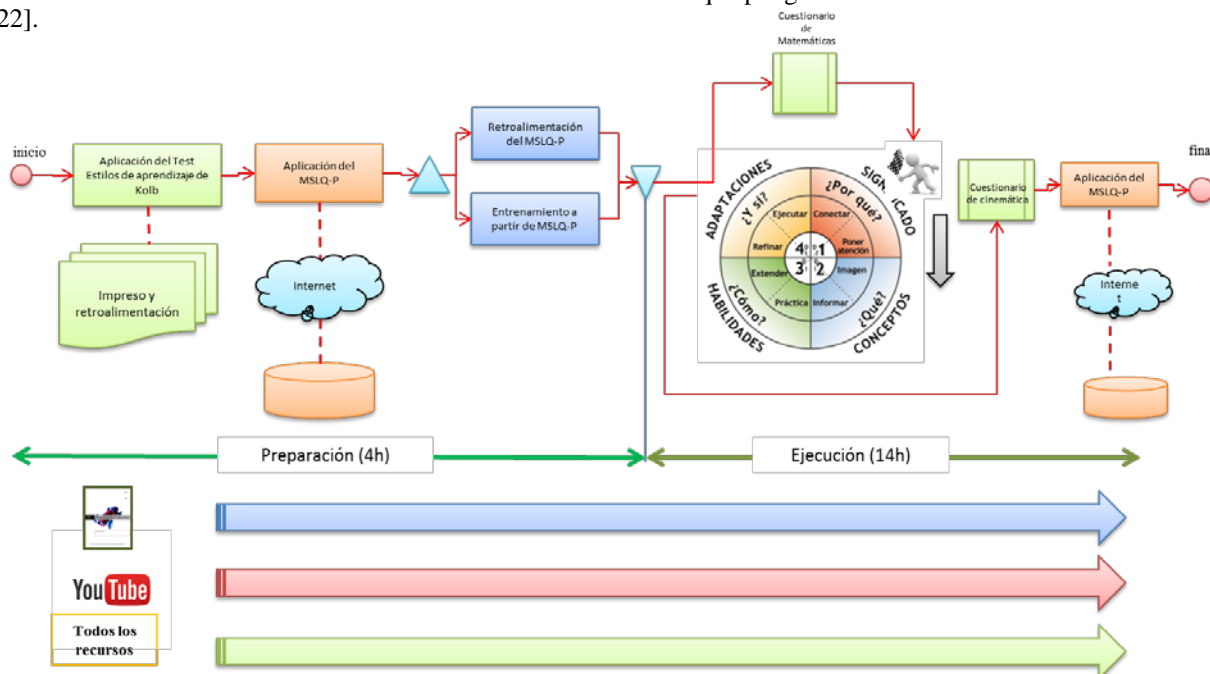 22].
Cuestionario
de
Matemáticas
inicio
Aplicación del Test
Estilos de aprendizaje de
Kolb
Aplicación del
MSLQ-P
Retroalimentación
del MSLQ-P
Entrenamiento a
partir de MSLQ-P
Impreso y
retroalimentación
Internet
ADAPTACIONES
¿Y si?
¿Por qué?
Ejecutar
Conectar
Refinar
Poner
atención
4
1
3
2
Extender
Imagen
Práctica
Informar
¿Cómo?
¿Qué?
HABILIDADES
CONCEPTOS
Cuestionario
de cinemática
Aplicación del
MSLQ-P
fina
Interne
t
Preparación (4h)
Ejecución (14h)
YouTube
Todos los
recursos